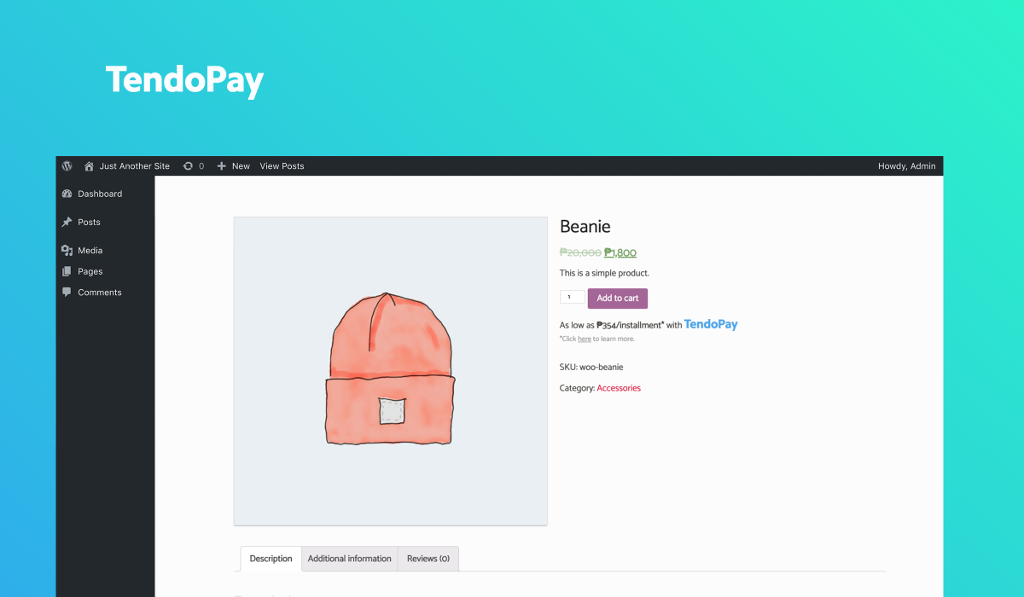 TendoPay
Just Another Site 0 New View Posts Howdy, Admin
Dashboard
Posts
Media
Pages
Comments
Beanie
₱20,000 ₱1,800
This is a simple product.
1 Add to cart
As low as ₱354/installment* with TendoPay
*Click here to learn more.
SKU: woo-beanie
Category: Accessories
Description Additional information Reviews (0)